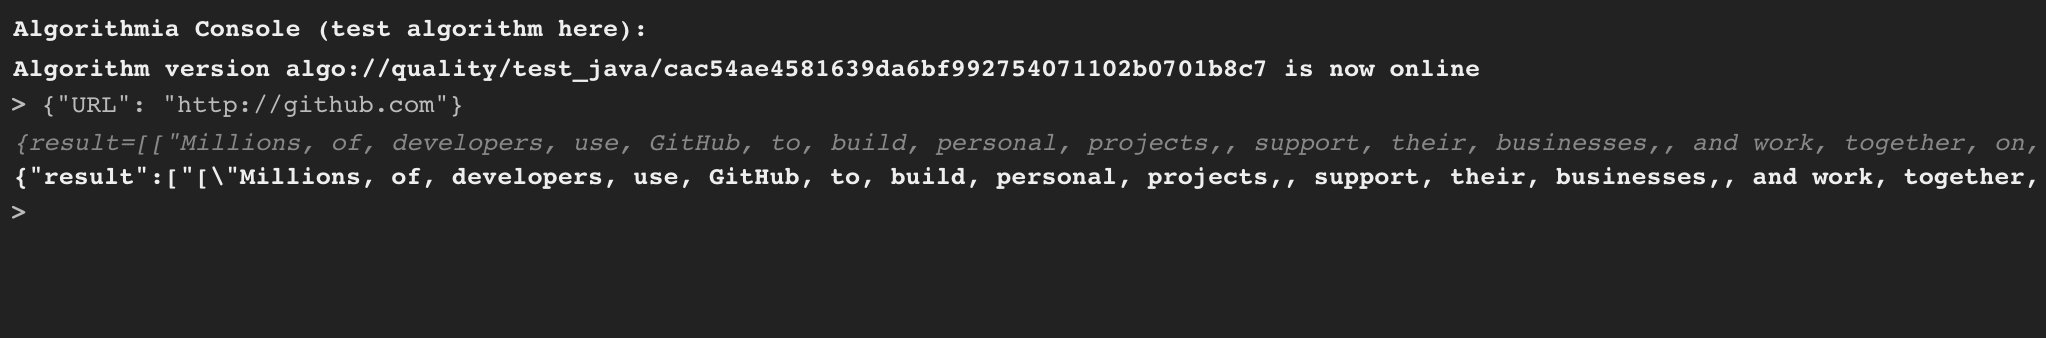 Algorithmia Console (test algorithm here):
Algorithm version algo://quality/test_java/cac54ae4581639da6bf992754071102b0701b8c7 is now online
> {"URL": "http://github.com"}
{result=[["Millions, of, developers, use, GitHub, to, build, personal, projects,, support, their, businesses,, and work, together, on,
{"result":["[\"Millions, of, developers, use, GitHub, to, build, personal, projects,, support, their, businesses,, and work, together,
>